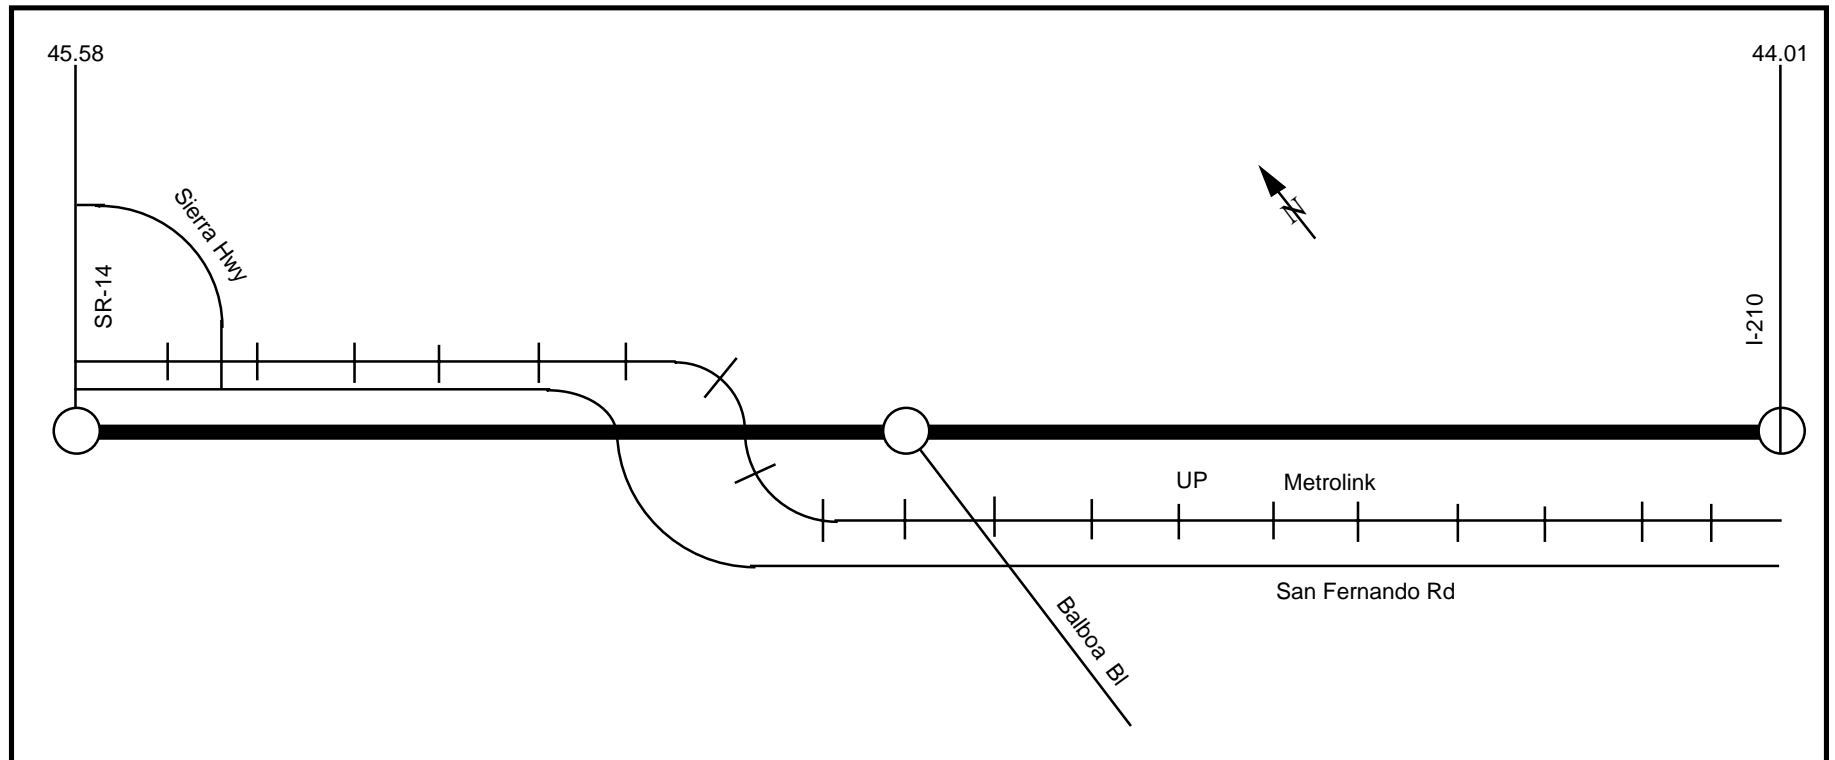 45.58
44.01
Sierra Hwy
N
SR-14
I-210
UP Metrolink
San Fernando Rd
Balboa Bl